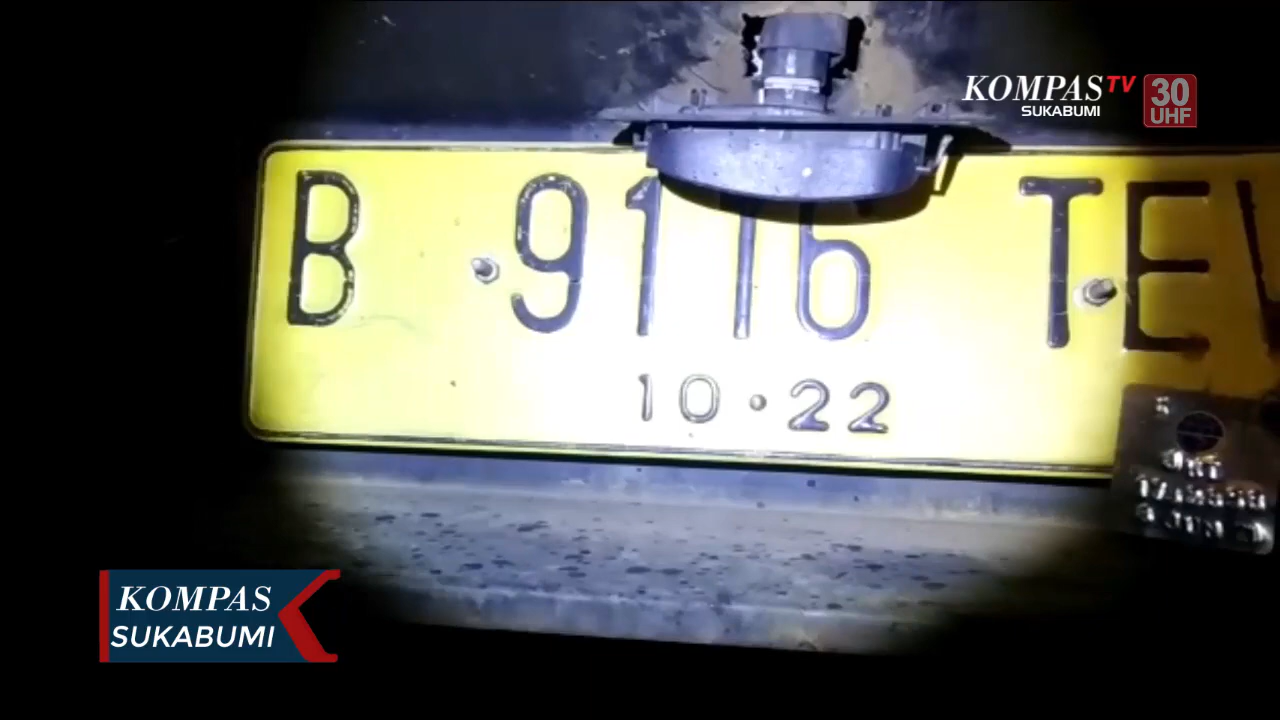 KOMPAS TV
SUKABUMI
30
UHF
B 9116 TE
10 · 22
KOMPAS
SUKABUMI